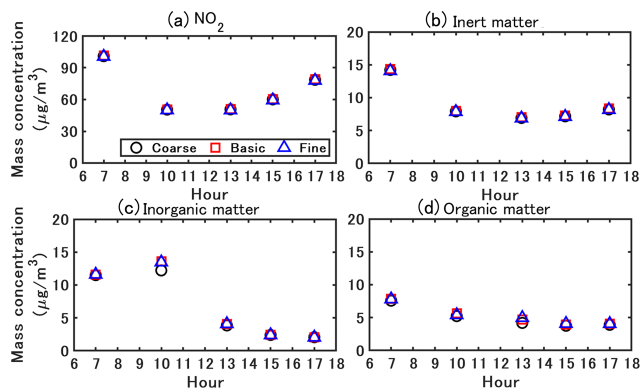 (a) NO2
Mass concentration
(μg/m3)
120
90
60
30
0
Coarse Basic Fine
6 7 8 9 10 11 12 13 14 15 16 17 18
Hour
(b) Inert matter
20
15
10
5
0
6 7 8 9 10 11 12 13 14 15 16 17 18
Hour
(c) Inorganic matter
Mass concentration
(μg/m3)
20
15
10
5
0
6 7 8 9 10 11 12 13 14 15 16 17 18
Hour
(d) Organic matter
20
15
10
5
0
6 7 8 9 10 11 12 13 14 15 16 17 18
Hour